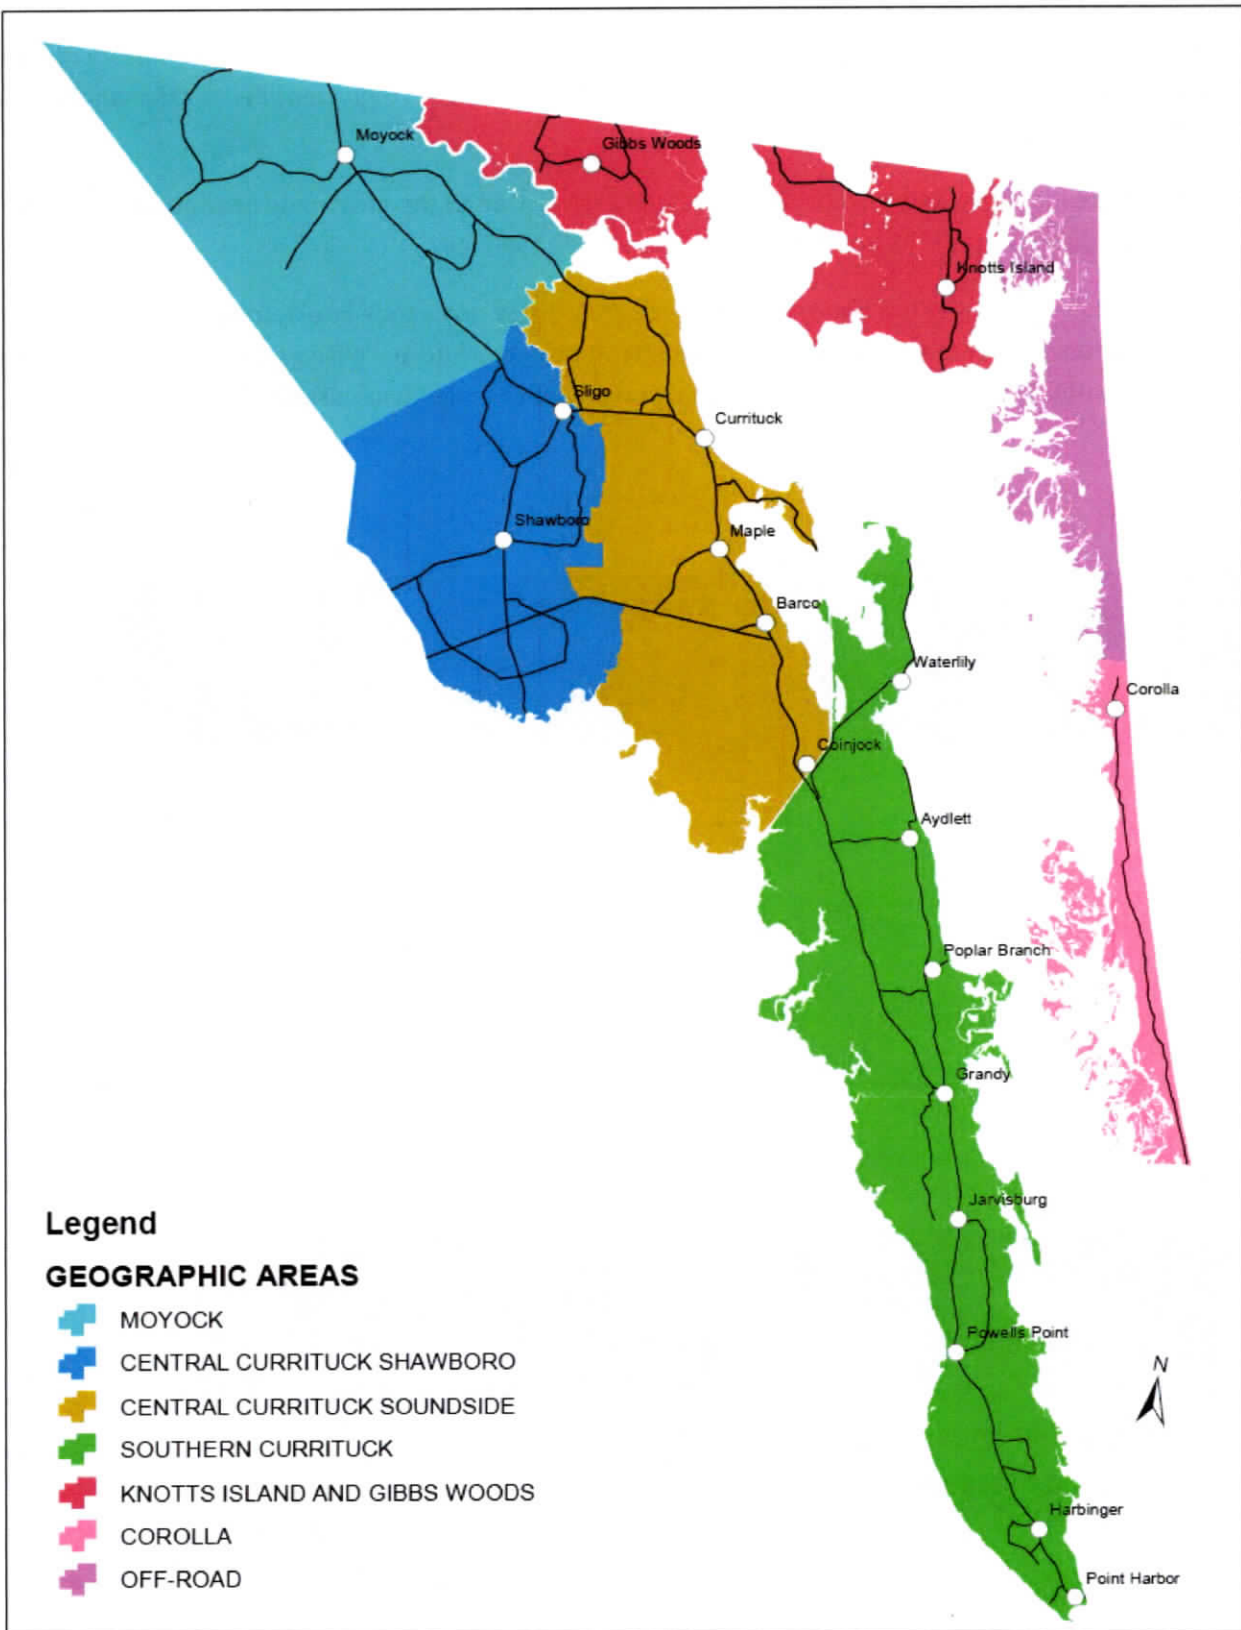 Moyock
Gibbs Woods
Knotts Island
Sligo
Currituck
Shawboro
Maple
Barco
Waterlily
Corolla
Coinjock
Aydlett
Poplar Branch
Grandy
Jarvisburg
Powells Point
Harbinger
Point Harbor
N
Legend
GEOGRAPHIC AREAS
MOYOCK
CENTRAL CURRITUCK SHAWBORO
CENTRAL CURRITUCK SOUNDSIDE
SOUTHERN CURRITUCK
KNOTTS ISLAND AND GIBBS WOODS
COROLLA
OFF-ROAD